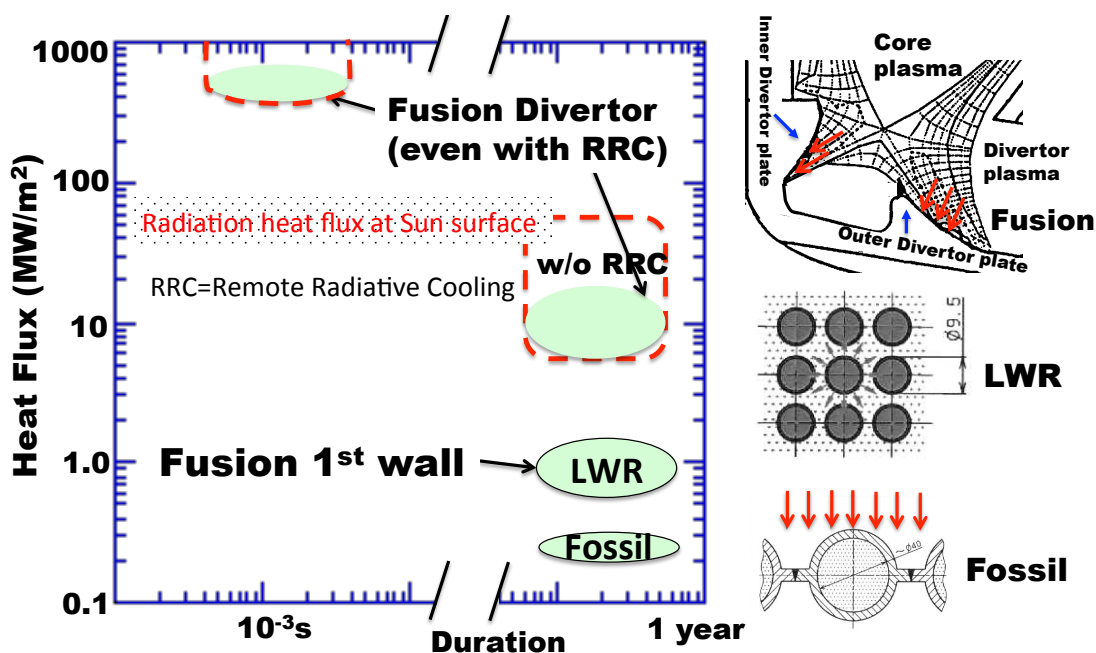 1000
100
10
1.0
0.1
Heat Flux (MW/m²)
Fusion Divertor
(even with RRC)
Radiation heat flux at Sun surface
w/o RRC
RRC=Remote Radiative Cooling
Fusion 1st wall
LWR
Fossil
10-3s
Duration
1 year
Core
plasma
Inner Divertor
plate
Divertor
plasma
Fusion
Outer Divertor plate
Ø9.5
LWR
~Ø40
Fossil